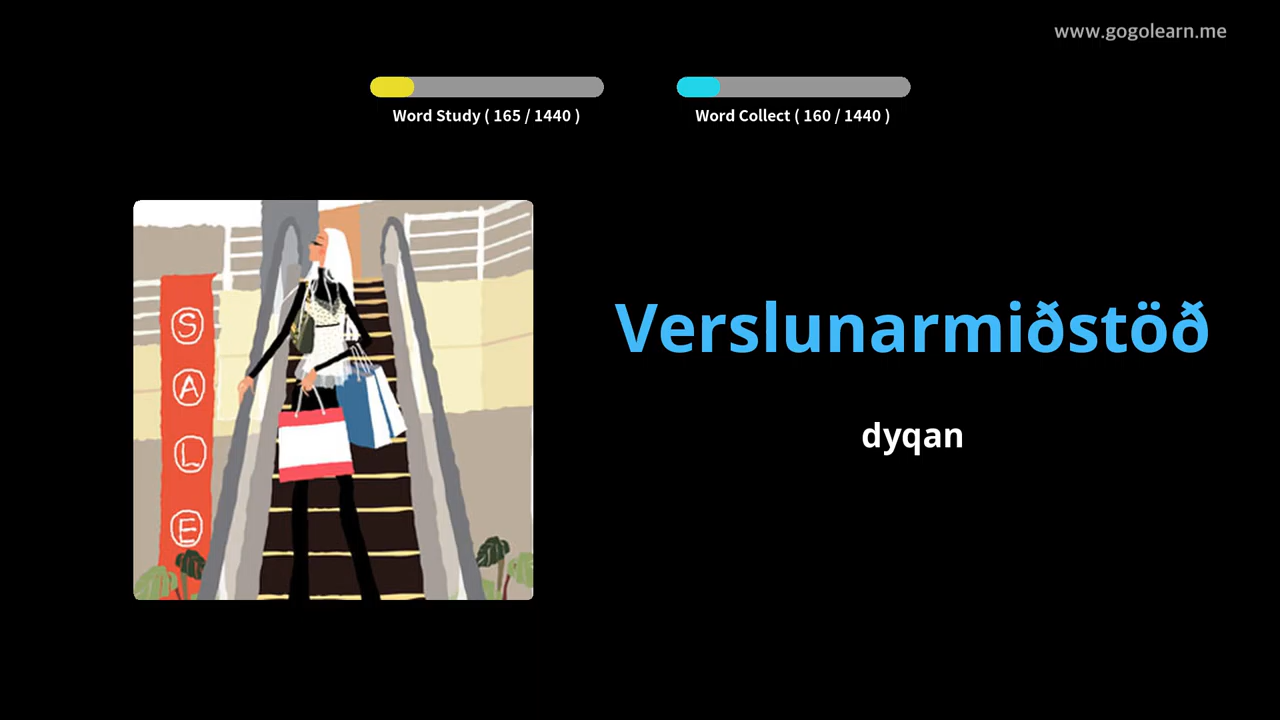 www.gogolearn.me
Word Study ( 165 / 1440 )
Word Collect ( 160 / 1440 )
S
A
L
E
Verslunarmiðstöð
dyqan